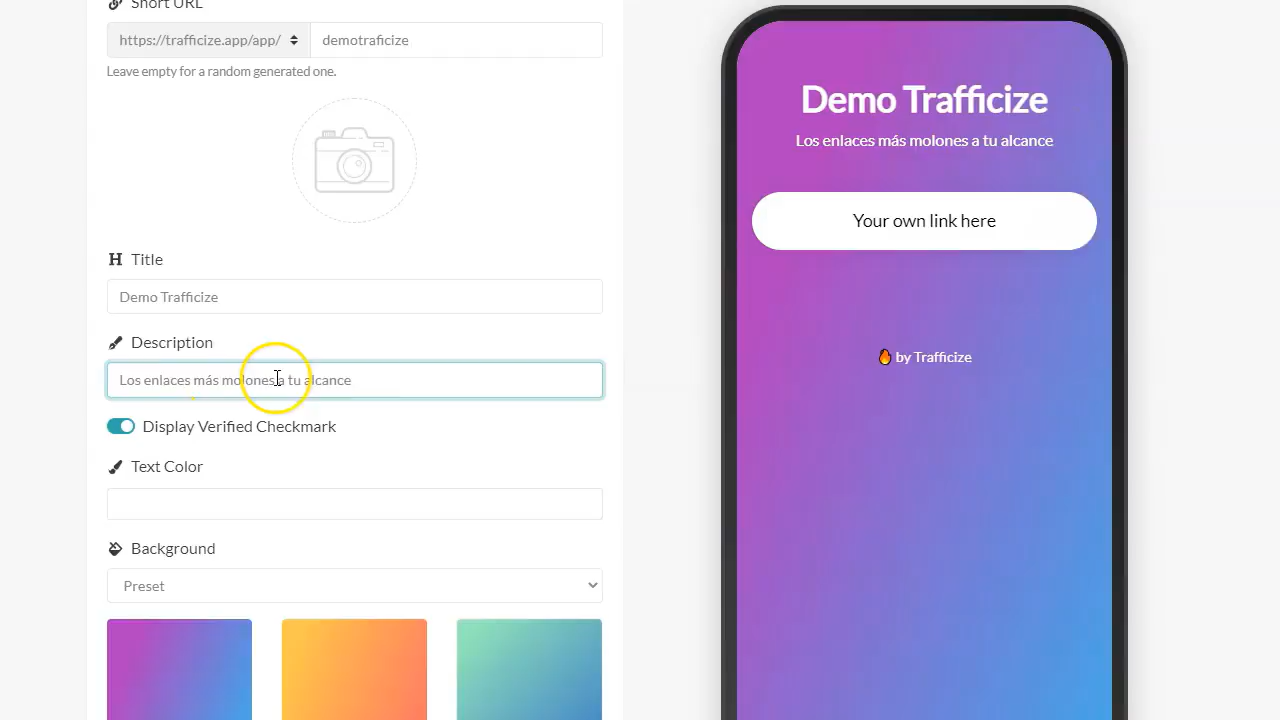 Short URL
https://trafficize.app/app/
demotraficize
Leave empty for a random generated one.
Title
Demo Trafficize
Description
Los enlaces más molones a tu alcance
Display Verified Checkmark
Text Color
Background
Preset
Demo Trafficize
Los enlaces más molones a tu alcance
Your own link here
🔥 by Trafficize